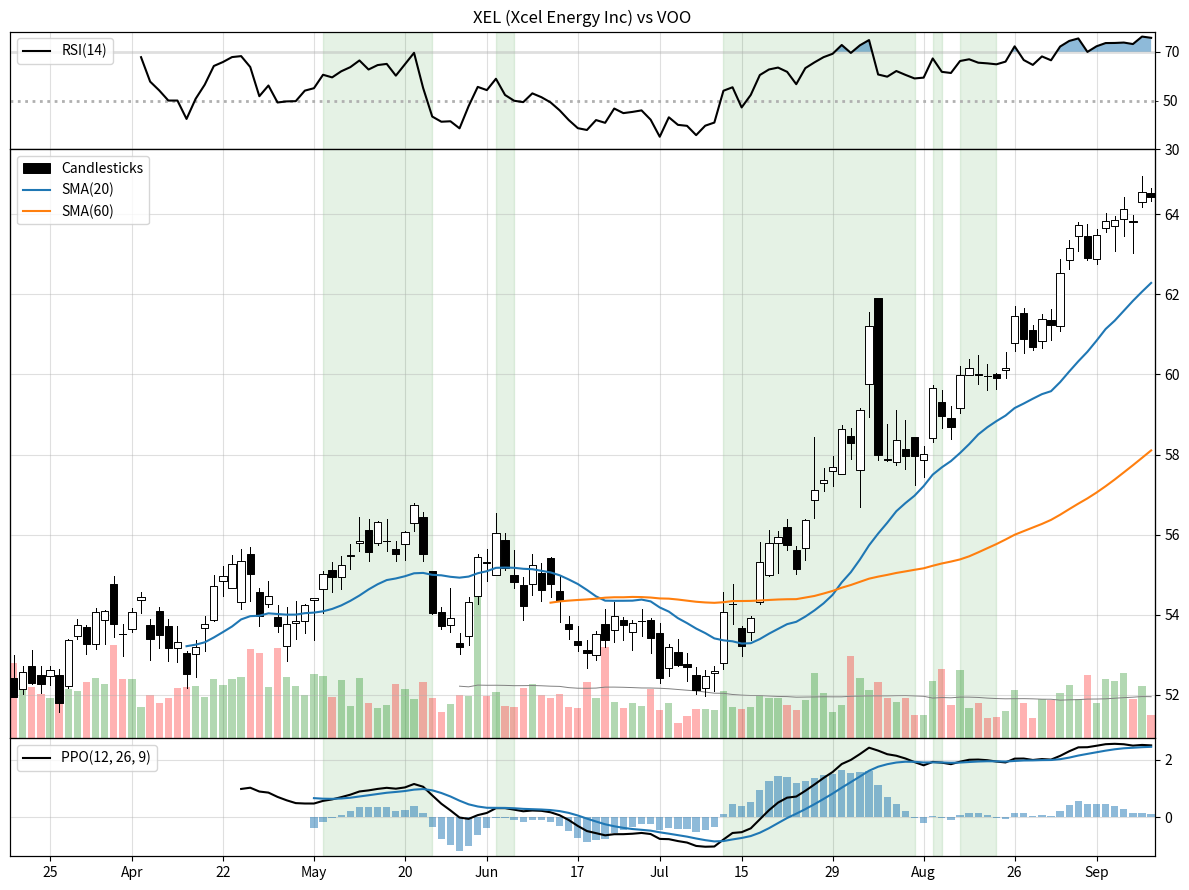 XEL (Xcel Energy Inc) vs VOO
RSI(14)
70
50
30
Candlesticks
SMA(20)
SMA(60)
64
62
60
58
56
54
52
PPO(12, 26, 9)
2
0
25 Apr 22 May 20 Jun 17 Jul 15 29 Aug 26 Sep